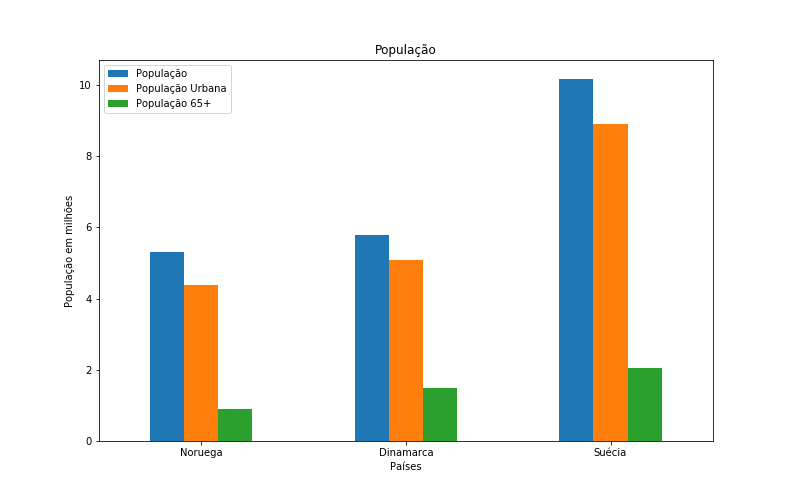 População
População
População Urbana
População 65+
População em milhões
10
8
6
4
2
0
Noruega Dinamarca Suécia
Países